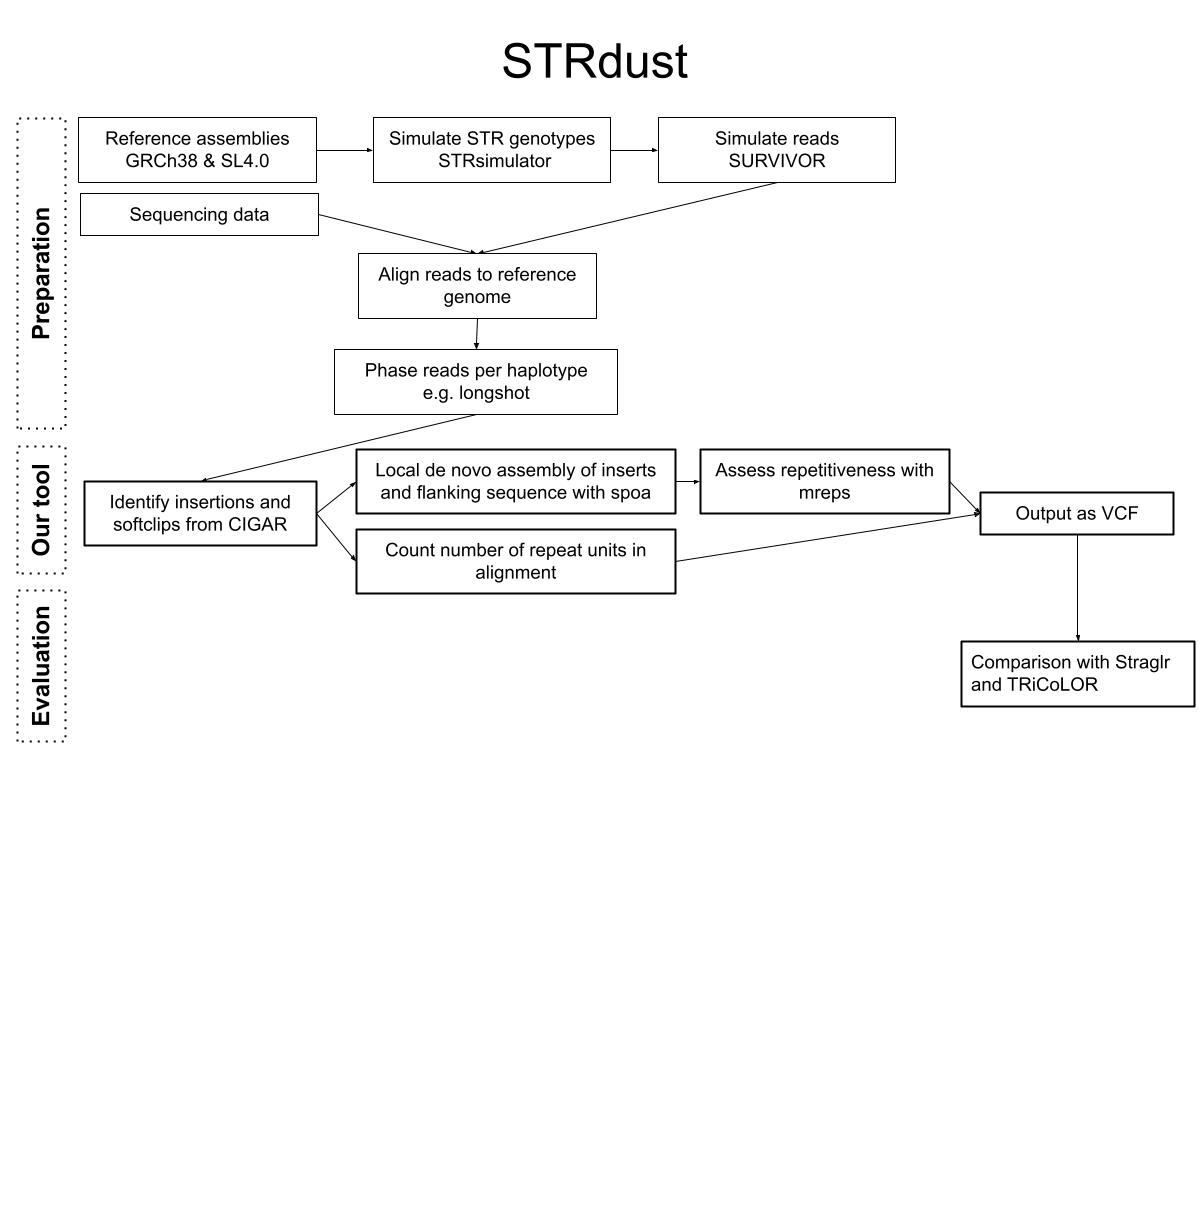 STRdust
Preparation
Reference assemblies
GRCh38 & SL4.0
Simulate STR genotypes
STRsimulator
Simulate reads
SURVIVOR
Sequencing data
Align reads to reference
genome
Phase reads per haplotype
e.g. longshot
Our tool
Identify insertions and
softclips from CIGAR
Local de novo assembly of inserts
and flanking sequence with spoa
Assess repetitiveness with
mreps
Count number of repeat units in
alignment
Output as VCF
Evaluation
Comparison with Straglr
and TRiCoLOR